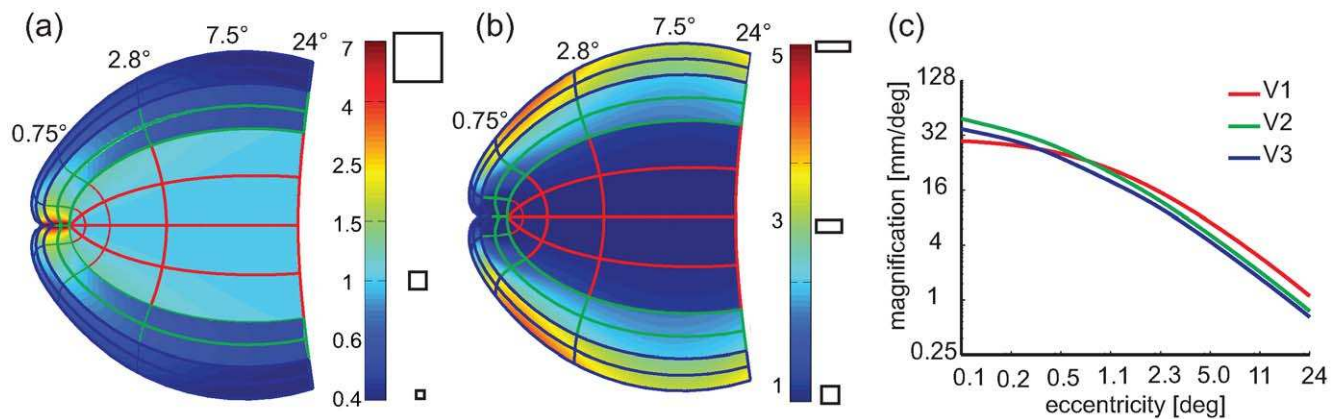 (a)
0.75°
2.8°
7.5°
24°
7
4
2.5
1.5
1
0.6
0.4
(b)
0.75°
2.8°
7.5°
24°
5
3
1
(c)
magnification [mm/deg]
128
32
16
4
1
0.25
V1
V2
V3
0.1 0.2 0.5 1.1 2.3 5.0 11 24
eccentricity [deg]